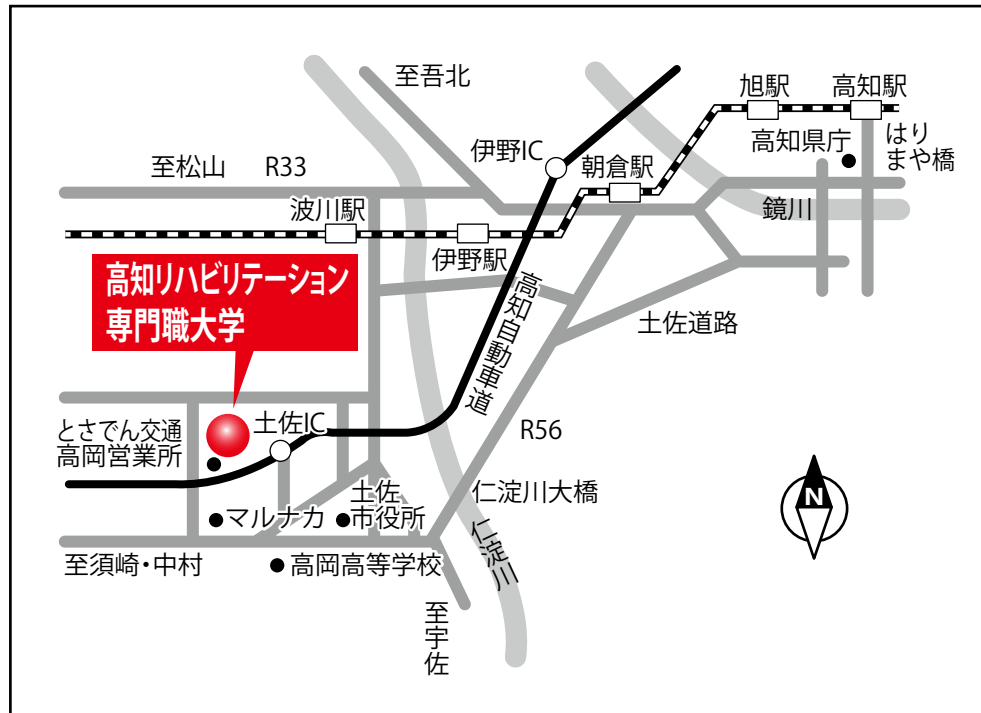 至吾北
旭駅
高知駅
高知県庁
はり
まや橋
伊野IC
朝倉駅
至松山
R33
波川駅
鏡川
伊野駅
高知リハビリテーション
専門職大学
高知自動車道
土佐道路
とさでん交通
高岡営業所
土佐IC
R56
土佐
市役所
仁淀川大橋
マルナカ
仁淀川
至須崎・中村
高岡高等学校
至宇佐
N